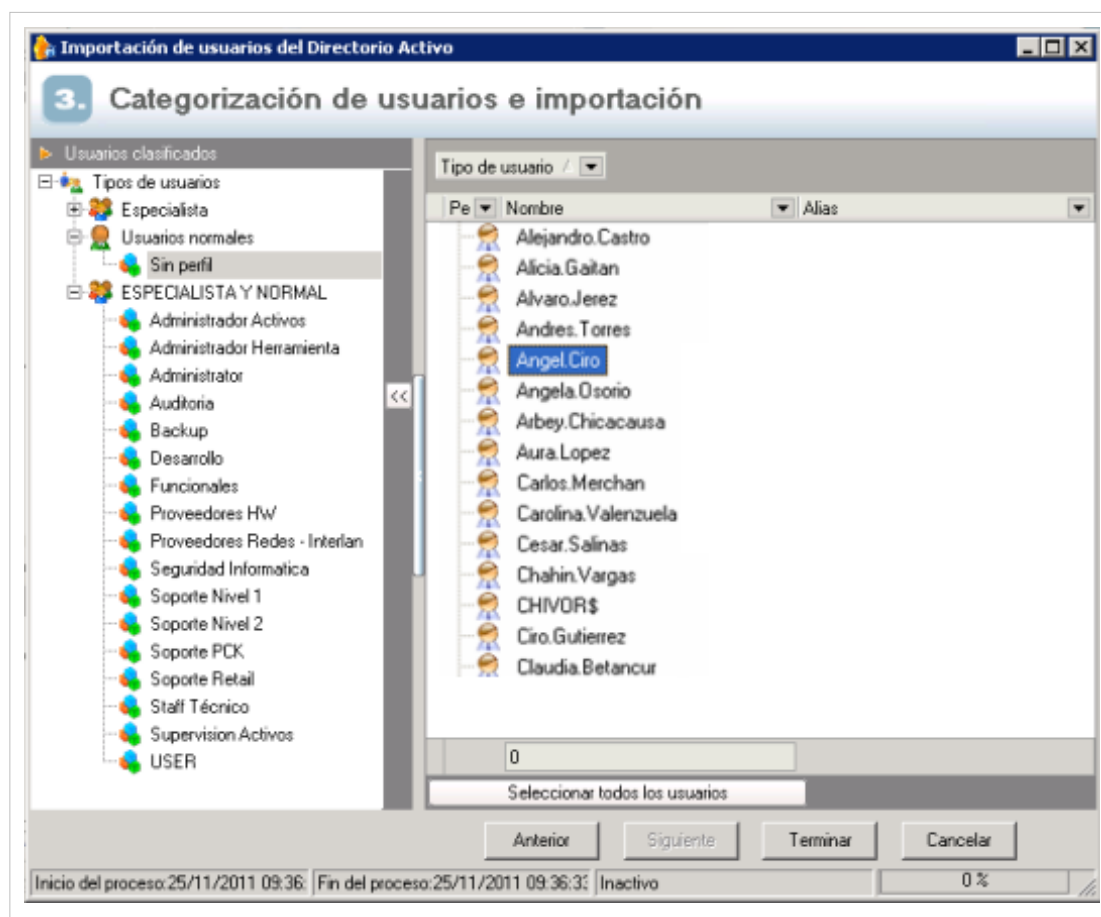 Importación de usuarios del Directorio Activo
3. Categorización de usuarios e importación
Usuarios clasificados
Tipos de usuarios
Especialista
Usuarios normales
Sin perfil
ESPECIALISTA Y NORMAL
Administrador Activos
Administrador Herramienta
Administrator
Auditoria
Backup
Desarrollo
Funcionales
Proveedores HW
Proveedores Redes - Interlan
Seguridad Informatica
Soporte Nivel 1
Soporte Nivel 2
Soporte PCK
Soporte Retail
Staff Técnico
Supervision Activos
USER
<<
Tipo de usuario
Pe Nombre Alias
Alejandro.Castro
Alicia.Gaitan
Alvaro.Jerez
Andres.Torres
Angel.Ciro
Angela.Osorio
Arbey.Chicacausa
Aura.Lopez
Carlos.Merchan
Carolina.Valenzuela
Cesar.Salinas
Chahin.Vargas
CHIVOR$
Ciro.Gutierrez
Claudia.Betancur
0
Seleccionar todos los usuarios
Anterior Siguiente Terminar Cancelar
Inicio del proceso:25/11/2011 09:36: Fin del proceso:25/11/2011 09:36:33 Inactivo 0 %